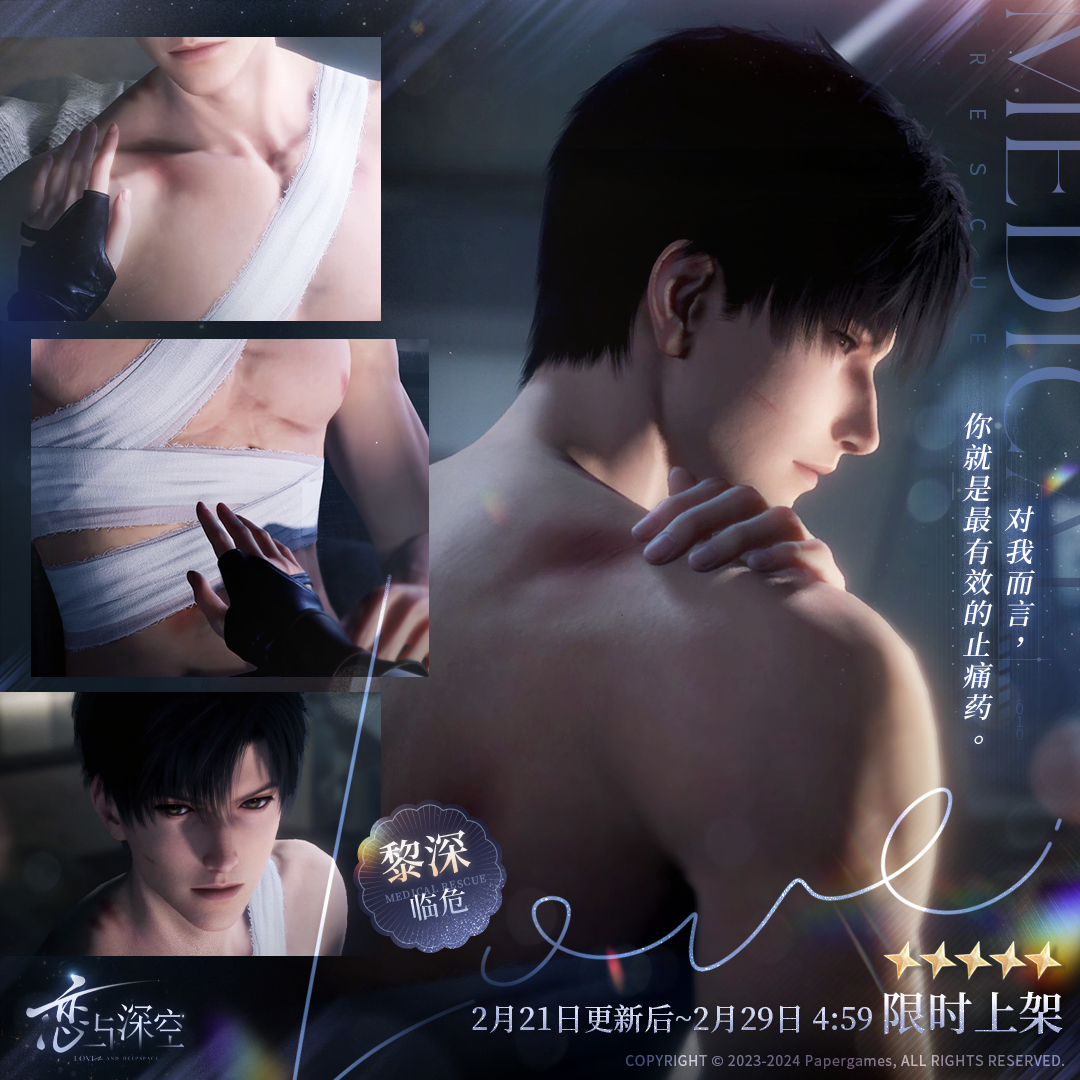 MEDICAL
RESCUE
对我而言，
你就是最有效的止痛药。
黎深
MEDICAL RESCUE
临危
Love
恋与深空
LOVE AND DEEPSPACE
2月21日更新后~2月29日 4:59 限时上架
COPYRIGHT © 2023-2024 Papergames, ALL RIGHTS RESERVED.